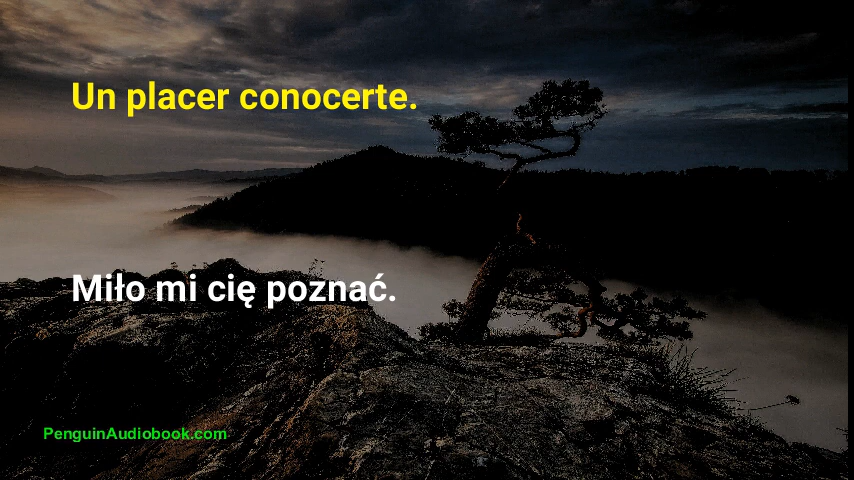 Un placer conocerte.
Miło mi cię poznać.
PenguinAudiobook.com